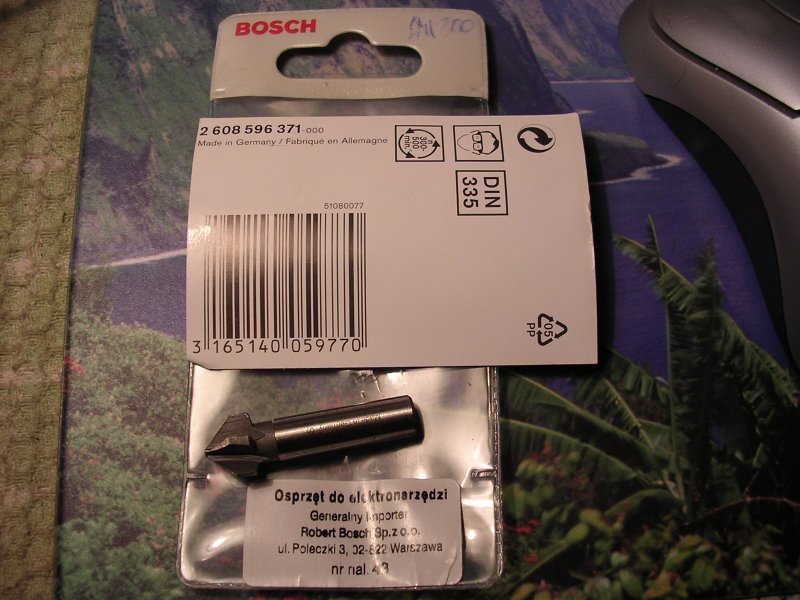 BOSCH
2 608 596 371-000
Made in Germany / Fabriqué en Allemagne
n
300-
500
min.
DIN
335
51080077
3 165140 059770
05
PP
Osprzęt do elektronarzędzi
Generalny Importer
Robert Bosch Sp.z o.o.
ul. Poleczki 3, 02-822 Warszawa
nr nal. 43